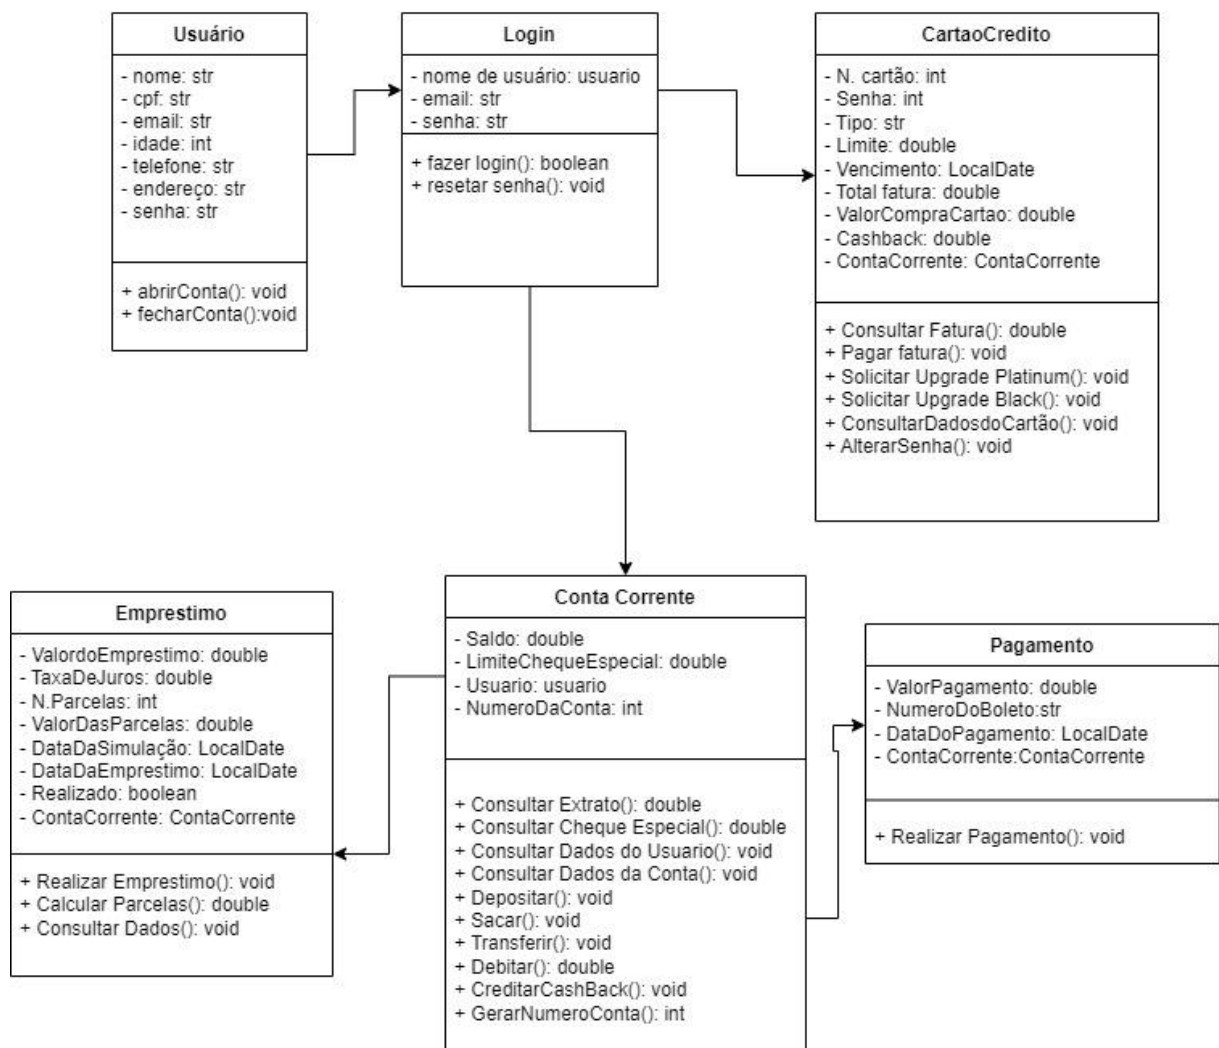 Usuário
- nome: str
- cpf: str
- email: str
- idade: int
- telefone: str
- endereço: str
- senha: str
+ abrirConta(): void
+ fecharConta():void
Login
- nome de usuário: usuario
- email: str
- senha: str
+ fazer login(): boolean
+ resetar senha(): void
CartaoCredito
- N. cartão: int
- Senha: int
- Tipo: str
- Limite: double
- Vencimento: LocalDate
- Total fatura: double
- ValorCompraCartao: double
- Cashback: double
- ContaCorrente: ContaCorrente
+ Consultar Fatura(): double
+ Pagar fatura(): void
+ Solicitar Upgrade Platinum(): void
+ Solicitar Upgrade Black(): void
+ ConsultarDadosdoCartão(): void
+ AlterarSenha(): void
Emprestimo
- ValordoEmprestimo: double
- TaxaDeJuros: double
- N.Parcelas: int
- ValorDasParcelas: double
- DataDaSimulação: LocalDate
- DataDaEmprestimo: LocalDate
- Realizado: boolean
- ContaCorrente: ContaCorrente
+ Realizar Emprestimo(): void
+ Calcular Parcelas(): double
+ Consultar Dados(): void
Conta Corrente
- Saldo: double
- LimiteChequeEspecial: double
- Usuario: usuario
- NumeroDaConta: int
+ Consultar Extrato(): double
+ Consultar Cheque Especial(): double
+ Consultar Dados do Usuario(): void
+ Consultar Dados da Conta(): void
+ Depositar(): void
+ Sacar(): void
+ Transferir(): void
+ Debitar(): double
+ CreditarCashBack(): void
+ GerarNumeroConta(): int
Pagamento
- ValorPagamento: double
- NumeroDoBoleto:str
- DataDoPagamento: LocalDate
- ContaCorrente:ContaCorrente
+ Realizar Pagamento(): void